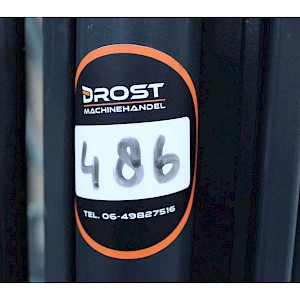 DROST
MACHINEHANDEL
486
TEL. 06-49827516